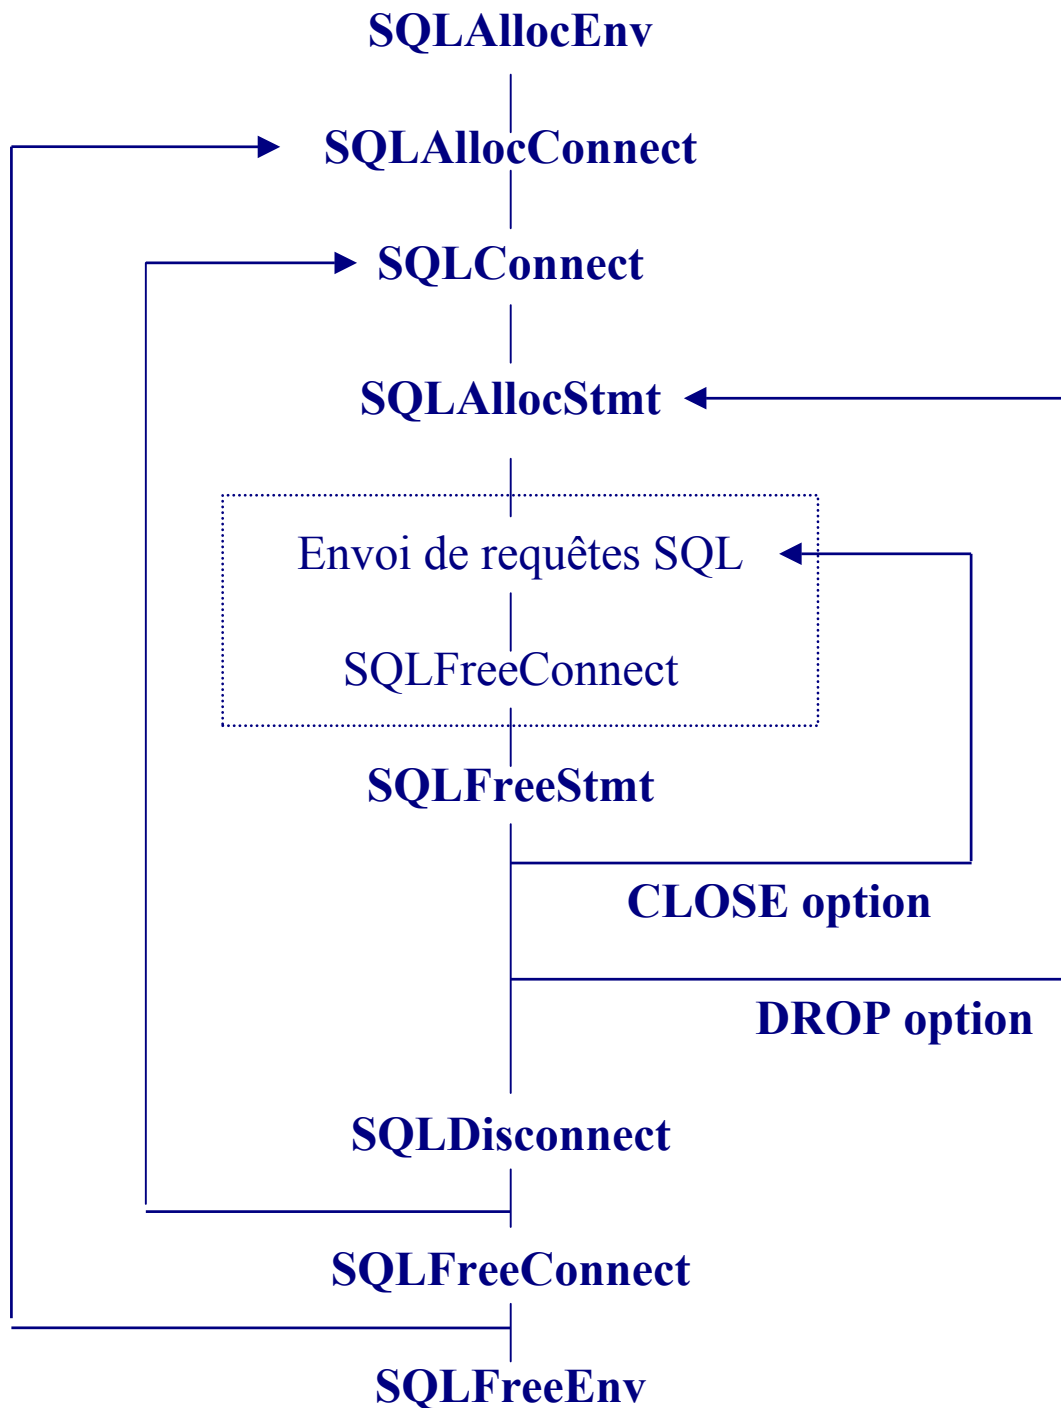 SQLAllocEnv
SQLAllocConnect
SQLConnect
SQLAllocStmt
Envoi de requêtes SQL
SQLFreeConnect
SQLFreeStmt
CLOSE option
DROP option
SQLDisconnect
SQLFreeConnect
SQLFreeEnv